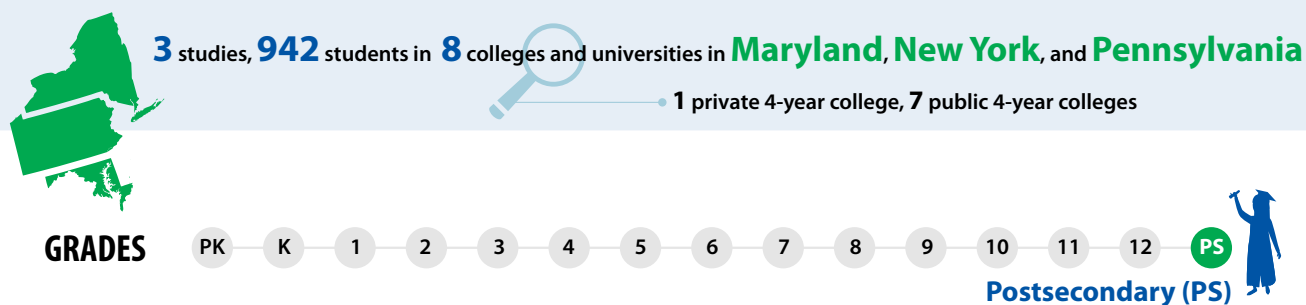 3 studies, 942 students in 8 colleges and universities in Maryland, New York, and Pennsylvania
1 private 4-year college, 7 public 4-year colleges
GRADES PK K 1 2 3 4 5 6 7 8 9 10 11 12 PS
Postsecondary (PS)